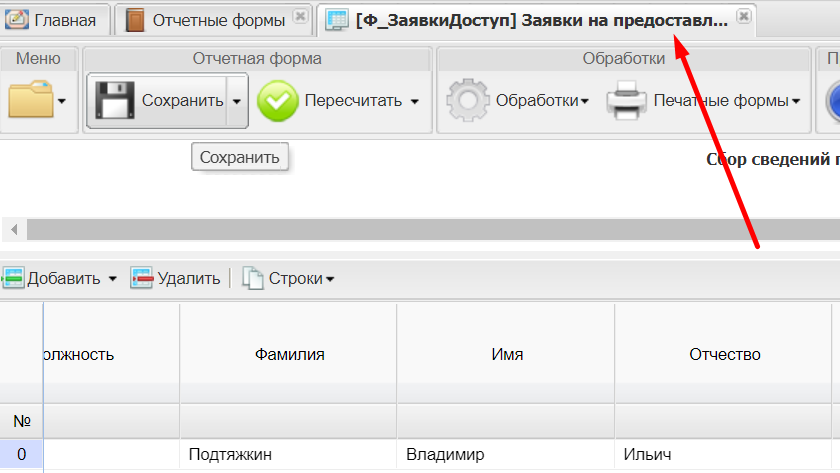 Главная
Отчетные формы
[Ф_ЗаявкиДоступ] Заявки на предоставл...
Меню
Отчетная форма
Обработки
П
Сохранить
Пересчитать
Обработки
Печатные формы
Сохранить
Сбор сведений п
Добавить
Удалить
Строки
олжность
Фамилия
Имя
Отчество
№
0
Подтяжкин
Владимир
Ильич